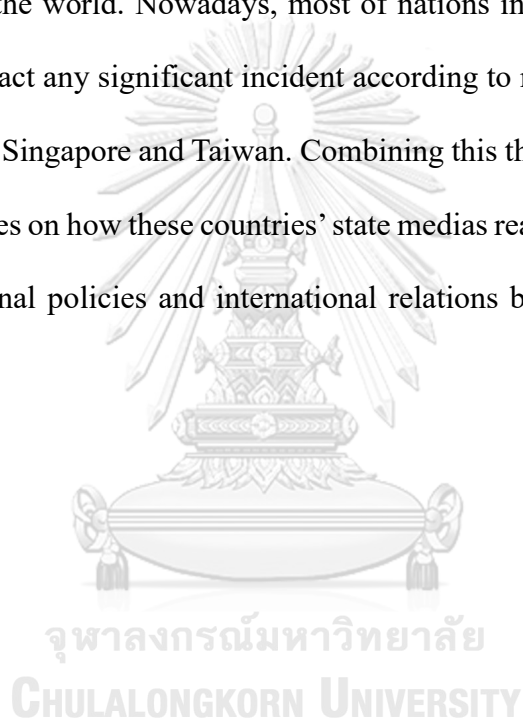 the world. Nowadays, most of nations in
act any significant incident according to
Singapore and Taiwan. Combining this th
es on how these countries' state medias rea
nal policies and international relations b
จุฬาลงกรณ์มหาวิทยาลัย
CHULALONGKORN UNIVERSITY